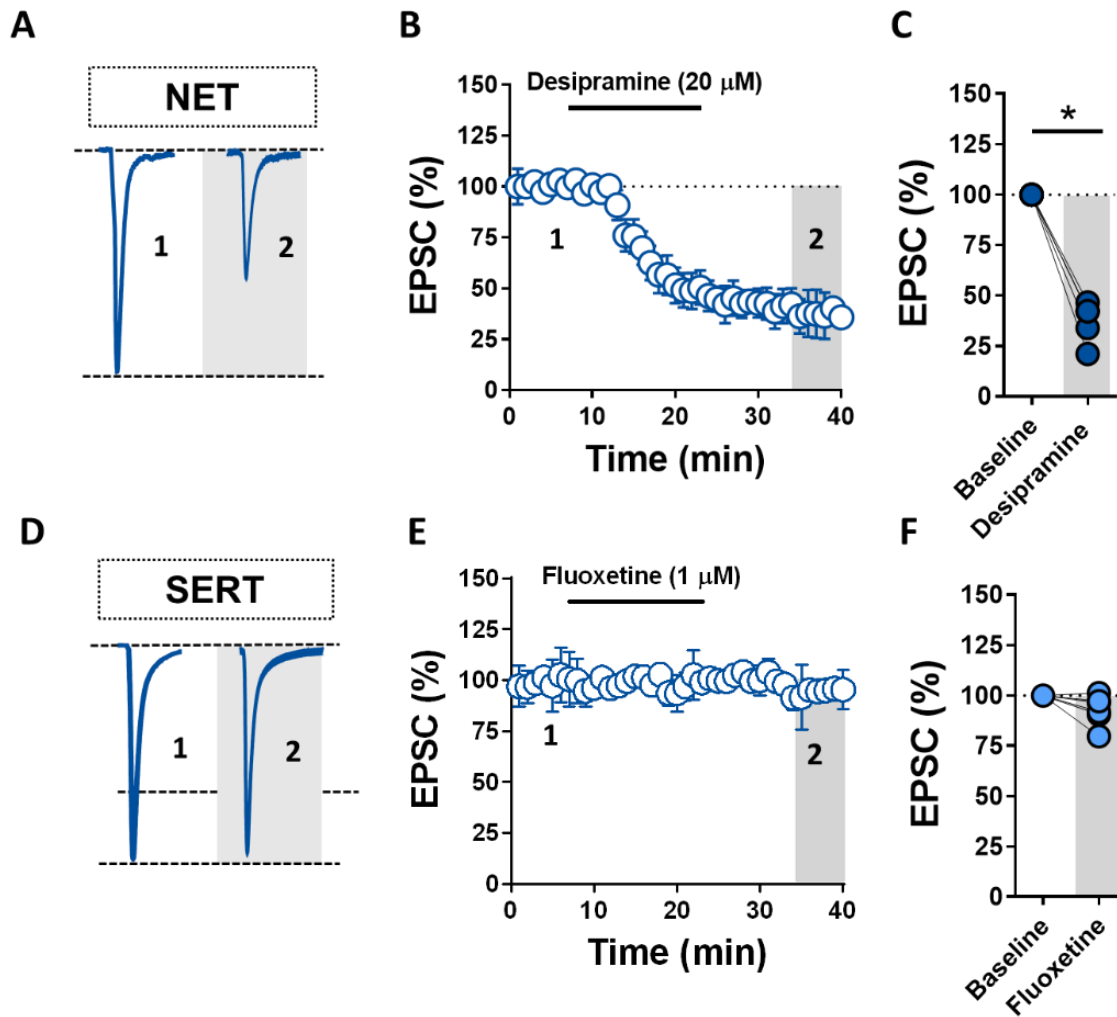 A
NET
1
2
B
Desipramine (20 μM)
EPSC (%)
150
125
100
75
50
25
0
1
2
0 10 20 30 40
Time (min)
C
*
EPSC (%)
150
125
100
75
50
25
0
Baseline
Desipramine
D
SERT
1
2
E
Fluoxetine (1 μM)
EPSC (%)
150
125
100
75
50
25
0
1
2
0 10 20 30 40
Time (min)
F
EPSC (%)
150
125
100
75
50
25
0
Baseline
Fluoxetine